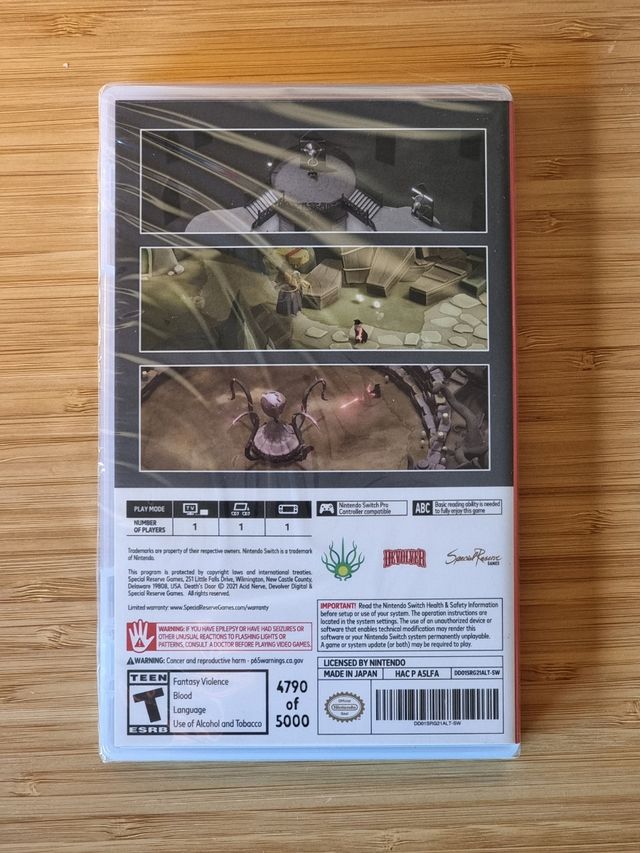 PLAY MODE
TV
NUMBER
OF PLAYERS
1
1
1
Nintendo Switch Pro
Controller compatible
ABC
Basic reading ability is needed
to fully enjoy this game
Trademarks are property of their respective owners. Nintendo Switch is a trademark
of Nintendo.
This program is protected by copyright laws and international treaties.
Special Reserve Games, 251 Little Falls Drive, Wilmington, New Castle County,
Delaware 19808, USA. Death's Door © 2021 Acid Nerve, Devolver Digital &
Special Reserve Games. All rights reserved.
Limited warranty: www.SpecialReserveGames.com/warranty
DEVOLVER
Special Reserve
GAMES
WARNING: IF YOU HAVE EPILEPSY OR HAVE HAD SEIZURES OR
OTHER UNUSUAL REACTIONS TO FLASHING LIGHTS OR
PATTERNS, CONSULT A DOCTOR BEFORE PLAYING VIDEO GAMES.
WARNING: Cancer and reproductive harm - p65warnings.ca.gov
IMPORTANT! Read the Nintendo Switch Health & Safety Information
before setup or use of your system. The operation instructions are
located in the system settings. The use of an unauthorized device or
software that enables technical modification may render this
software or your Nintendo Switch system permanently unplayable.
A game or system update (or both) may be required to play.
TEEN
T
ESRB
Fantasy Violence
Blood
Language
Use of Alcohol and Tobacco
4790
of
5000
LICENSED BY NINTENDO
MADE IN JAPAN
HAC P A5LFA
DD01SRG21ALT-SW
Official
Nintendo
Seal
DD01SRG21ALT-SW